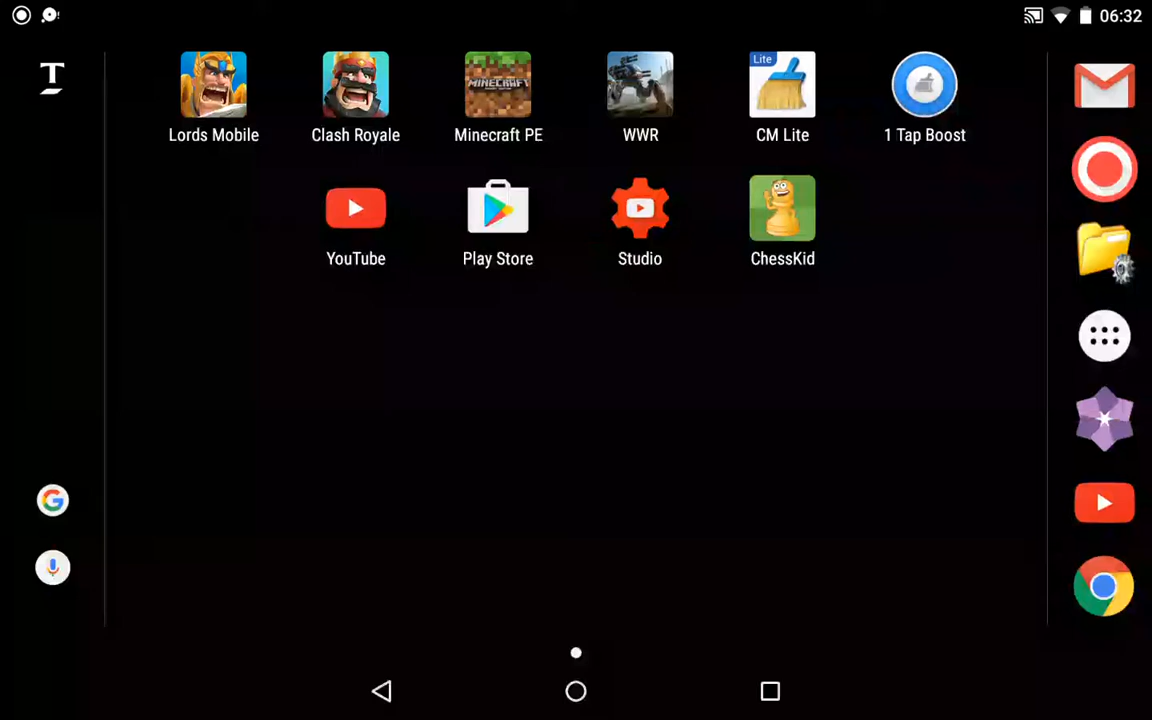 06:32
T
Lite
MINECRAFT
Lords Mobile
Clash Royale
Minecraft PE
WWR
CM Lite
1 Tap Boost
YouTube
Play Store
Studio
ChessKid
G